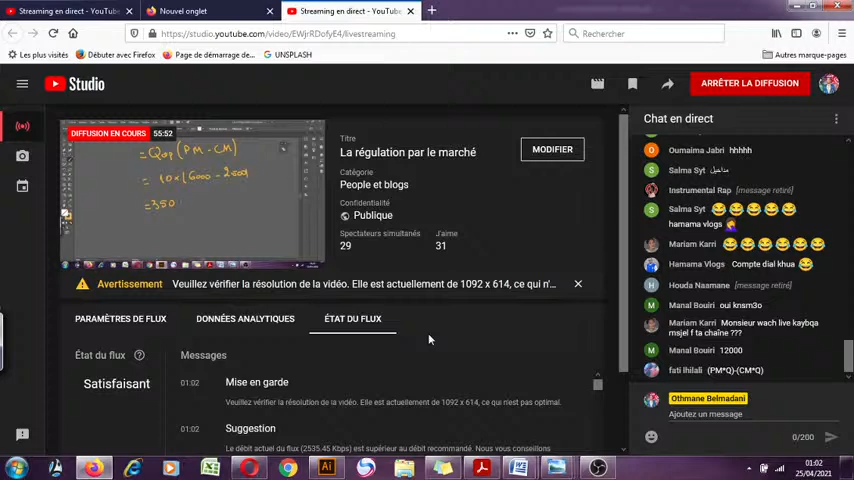 Streaming en direct - YouTube
Nouvel onglet
Streaming en direct - YouTube
https://studio.youtube.com/video/EWJrRDofyE4/livestreaming
Rechercher
Les plus visités
Débuter avec Firefox
Page de démarrage de...
UNSPLASH
Autres marque-pages
Studio
ARRÊTER LA DIFFUSION
DIFFUSION EN COURS 55:52
= Qop (PM - CM)
= 10 x (6000 - 2500)
= 350
Titre
La régulation par le marché
MODIFIER
Catégorie
People et blogs
Confidentialité
Publique
Spectateurs simultanés
29
J'aime
31
Avertissement Veuillez vérifier la résolution de la vidéo. Elle est actuellement de 1092 x 614, ce qui n'...
PARAMÈTRES DE FLUX
DONNÉES ANALYTIQUES
ÉTAT DU FLUX
État du flux
Satisfaisant
Messages
01:02 Mise en garde
Veuillez vérifier la résolution de la vidéo. Elle est actuellement de 1092 x 614, ce qui n'est pas optimal.
01:02 Suggestion
Le débit actuel du flux (2535.45 Kbps) est supérieur au débit recommandé. Nous vous conseillons
Chat en direct
Oumaima Jabri hhhhh
Salma Syt مداخيل
Instrumental Rap [message retiré]
Salma Syt 😂😂😂😂😂
hamama vlogs 🤦
Mariam Karri 😂😂😂😂😂😂
Hamama Vlogs Compte dial khua 😂
Houda Naamane [message retiré]
Manal Bouiri oui knsm3o
Mariam Karri Monsieur wach live kaybqa
msjel f ta chaîne ???
Manal Bouiri 12000
fati lhilali (PM*Q)-(CM*Q)
Othmane Belmadani
Ajoutez un message
0/200
01:02
25/04/2021